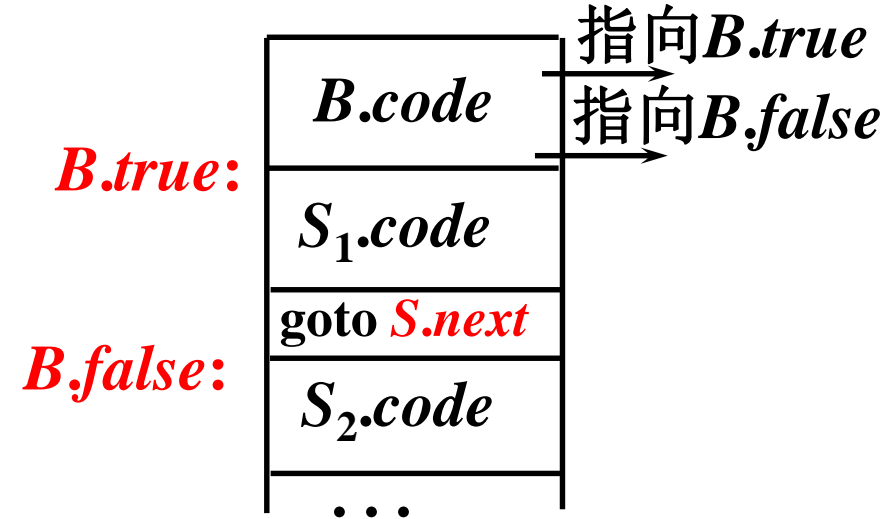 指向B.true
B.code
指向B.false
B.true:
S₁.code
goto S.next
B.false:
S₂.code
...